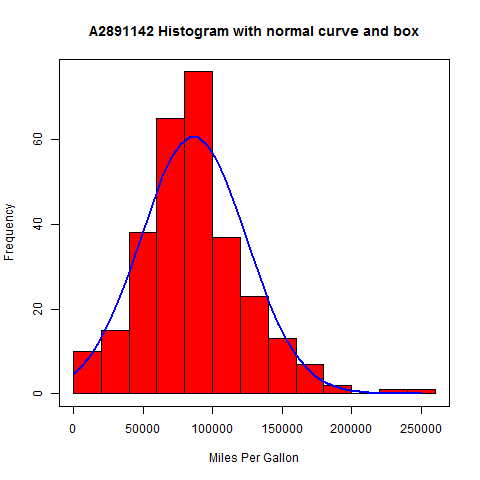 A2891142 Histogram with normal curve and box
Frequency
60
40
20
0
0 50000 100000 150000 200000 250000
Miles Per Gallon